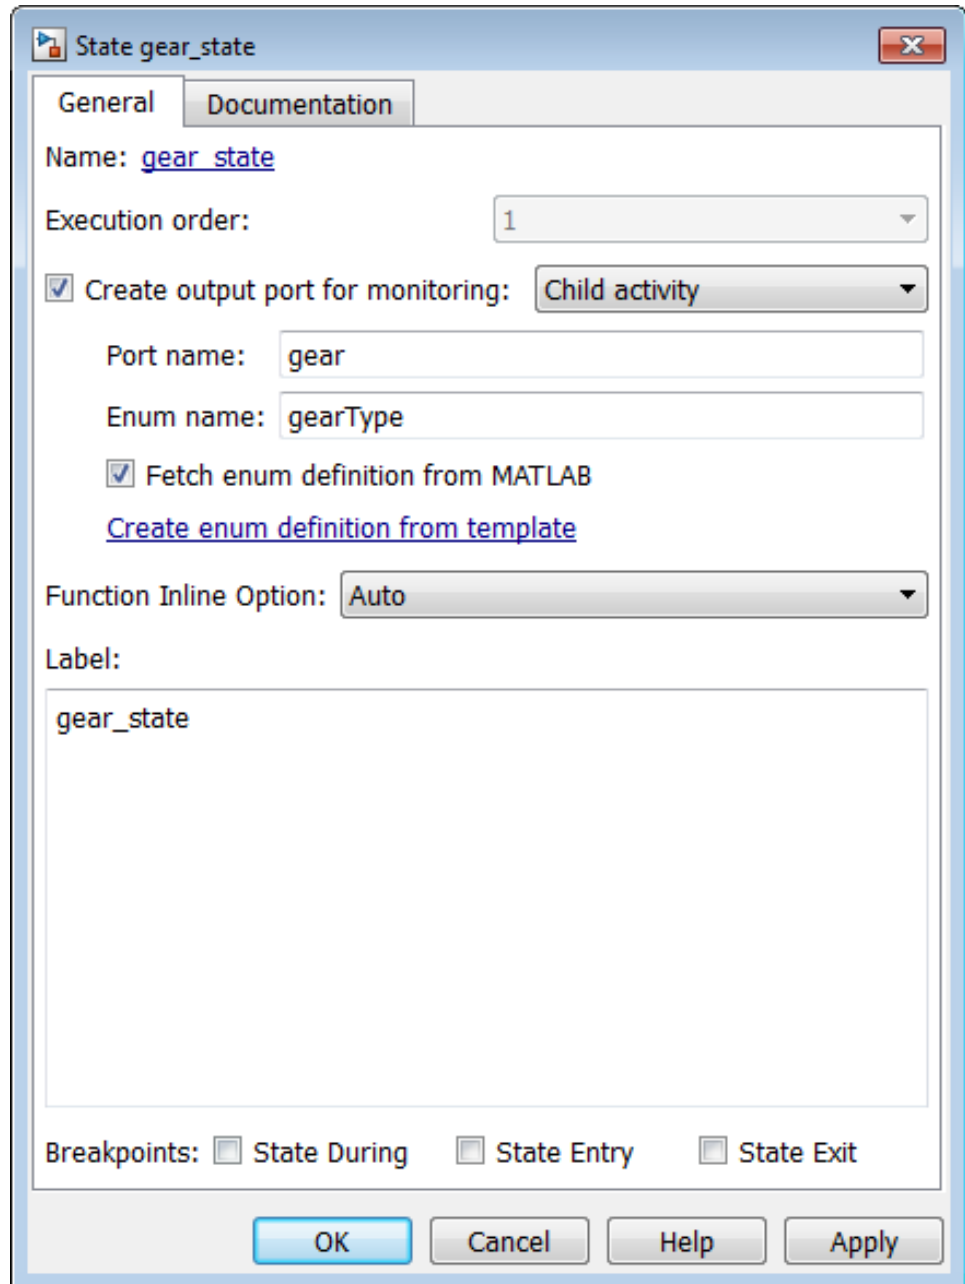 State gear_state
General Documentation
Name: gear_state
Execution order: 1
Create output port for monitoring: Child activity
Port name: gear
Enum name: gearType
Fetch enum definition from MATLAB
Create enum definition from template
Function Inline Option: Auto
Label:
gear_state
Breakpoints: State During State Entry State Exit
OK Cancel Help Apply